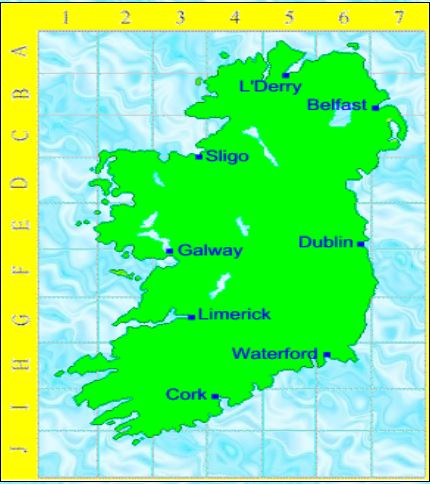 1 2 3 4 5 6 7
A
L'Derry
B
Belfast
C
Sligo
D
E
Dublin
Galway
F
G
Limerick
Waterford
H
Cork
I
J